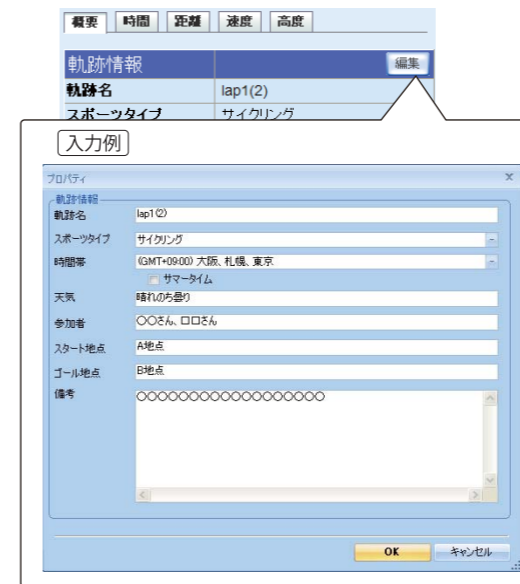 概要 時間 距離 速度 高度
軌跡情報 編集
軌跡名 lap1(2)
スポーツタイプ サイクリング
入力例
プロパティ x
軌跡情報
軌跡名 lap1(2)
スポーツタイプ サイクリング
時間帯 (GMT+09:00) 大阪、札幌、東京
サマータイム
天気 晴れのち曇り
参加者 〇〇さん、口口さん
スタート地点 A地点
ゴール地点 B地点
備考 〇〇〇〇〇〇〇〇〇〇〇〇〇〇〇〇〇〇
OK キャンセル